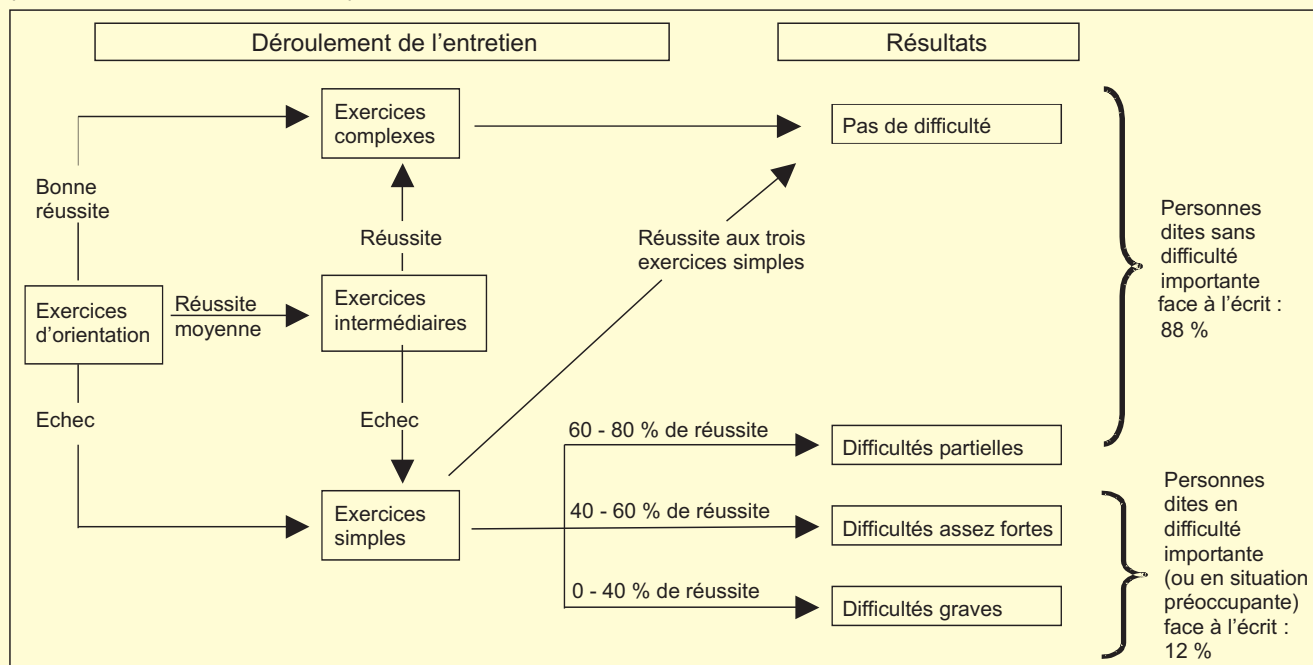 Déroulement de l'entretien
Résultats
Exercices
complexes
Pas de difficulté
Bonne
réussite
Réussite
Réussite aux trois
exercices simples
Personnes
dites sans
difficulté
importante
face à l'écrit :
88 %
Exercices
d'orientation
Réussite
moyenne
Exercices
intermédiaires
Echec
Echec
60 - 80 % de réussite
Difficultés partielles
Exercices
simples
40 - 60 % de réussite
Difficultés assez fortes
0 - 40 % de réussite
Difficultés graves
Personnes
dites en
difficulté
importante
(ou en situation
préoccupante)
face à l'écrit :
12 %